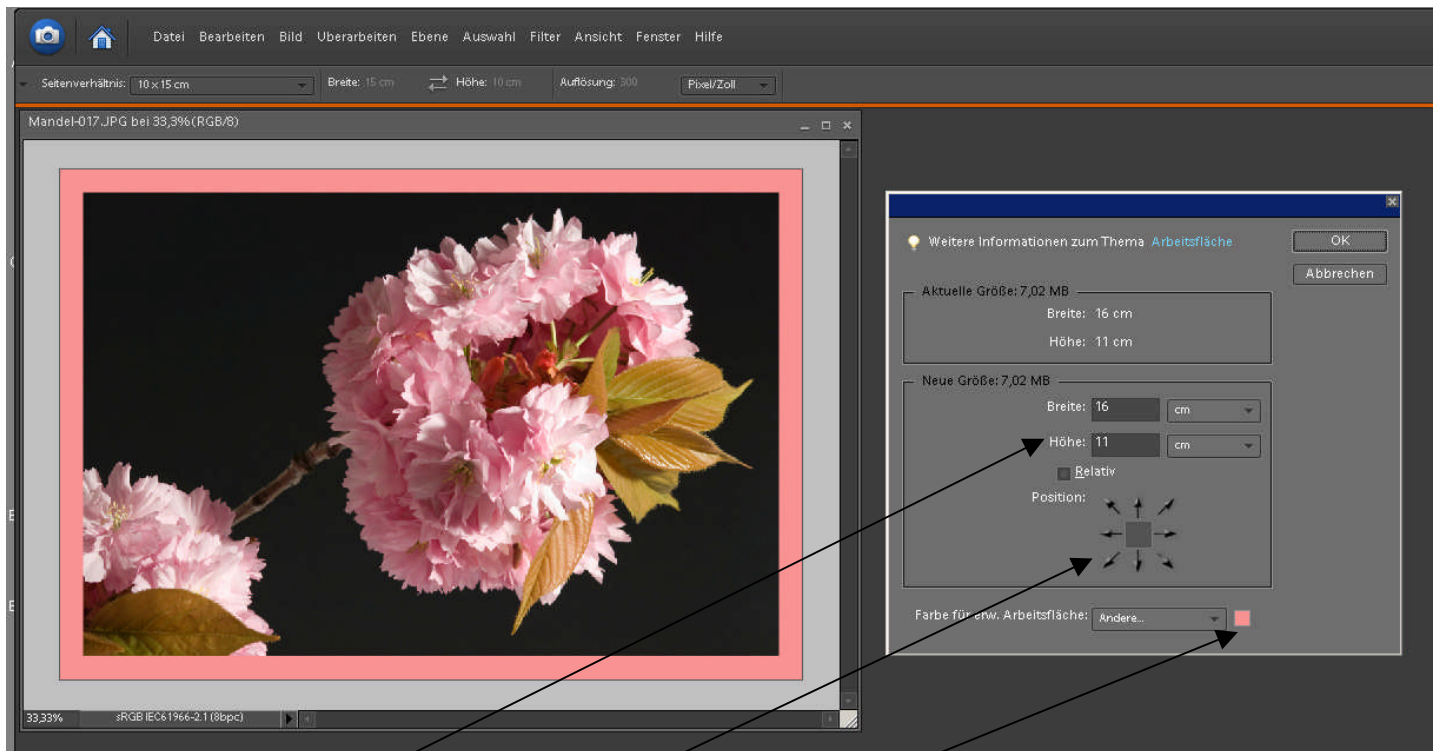 Datei Bearbeiten Bild Überarbeiten Ebene Auswahl Filter Ansicht Fenster Hilfe
Seitenverhältnis: 10 x 15 cm Breite: 15 cm Höhe: 10 cm Auflösung: 300 Pixel/Zoll
Mandel-017.JPG bei 33,3%(RGB/8)
33,33% sRGB IEC61966-2.1 (8bpc)
Weitere Informationen zum Thema Arbeitsfläche
OK
Abbrechen
Aktuelle Größe: 7,02 MB
Breite: 16 cm
Höhe: 11 cm
Neue Größe: 7,02 MB
Breite: 16 cm
Höhe: 11 cm
Relativ
Position:
Farbe für erw. Arbeitsfläche: Andere...